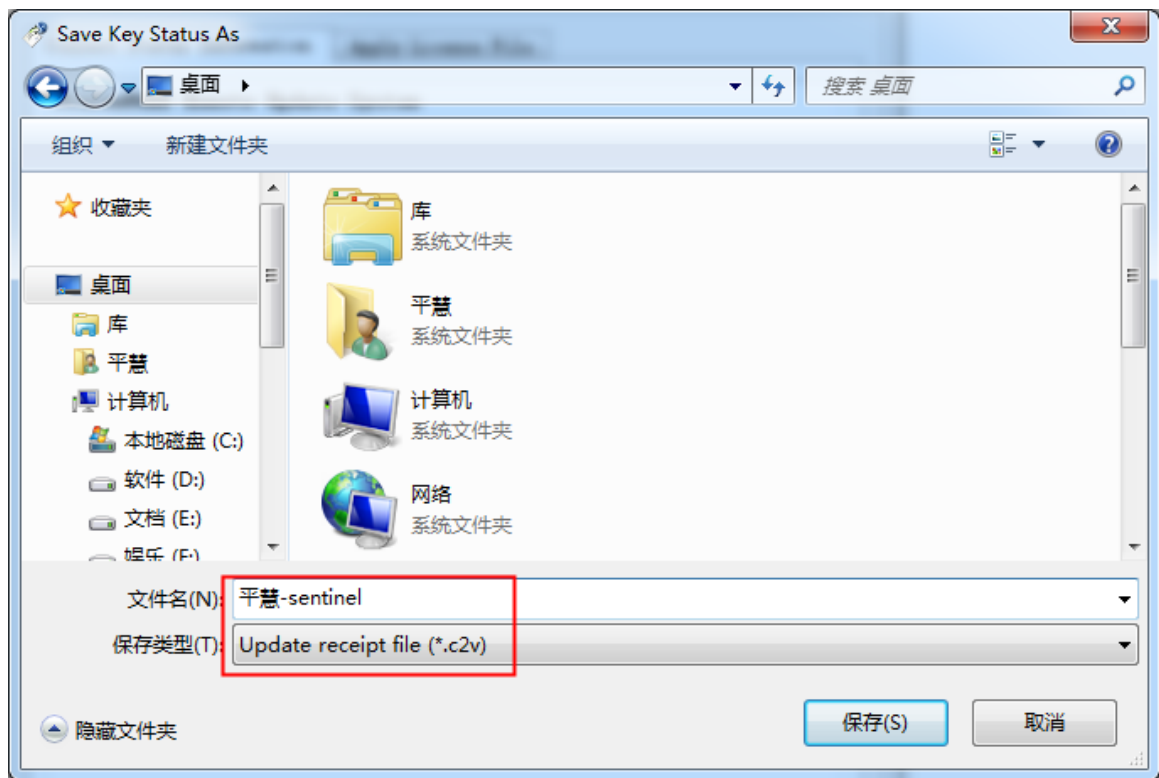 Save Key Status As
桌面
搜索 桌面
组织
新建文件夹
收藏夹
桌面
库
平慧
计算机
本地磁盘 (C:)
软件 (D:)
文档 (E:)
娱乐 (F:)
库
系统文件夹
平慧
系统文件夹
计算机
系统文件夹
网络
系统文件夹
文件名(N): 平慧-sentinel
保存类型(T): Update receipt file (*.c2v)
隐藏文件夹
保存(S)
取消